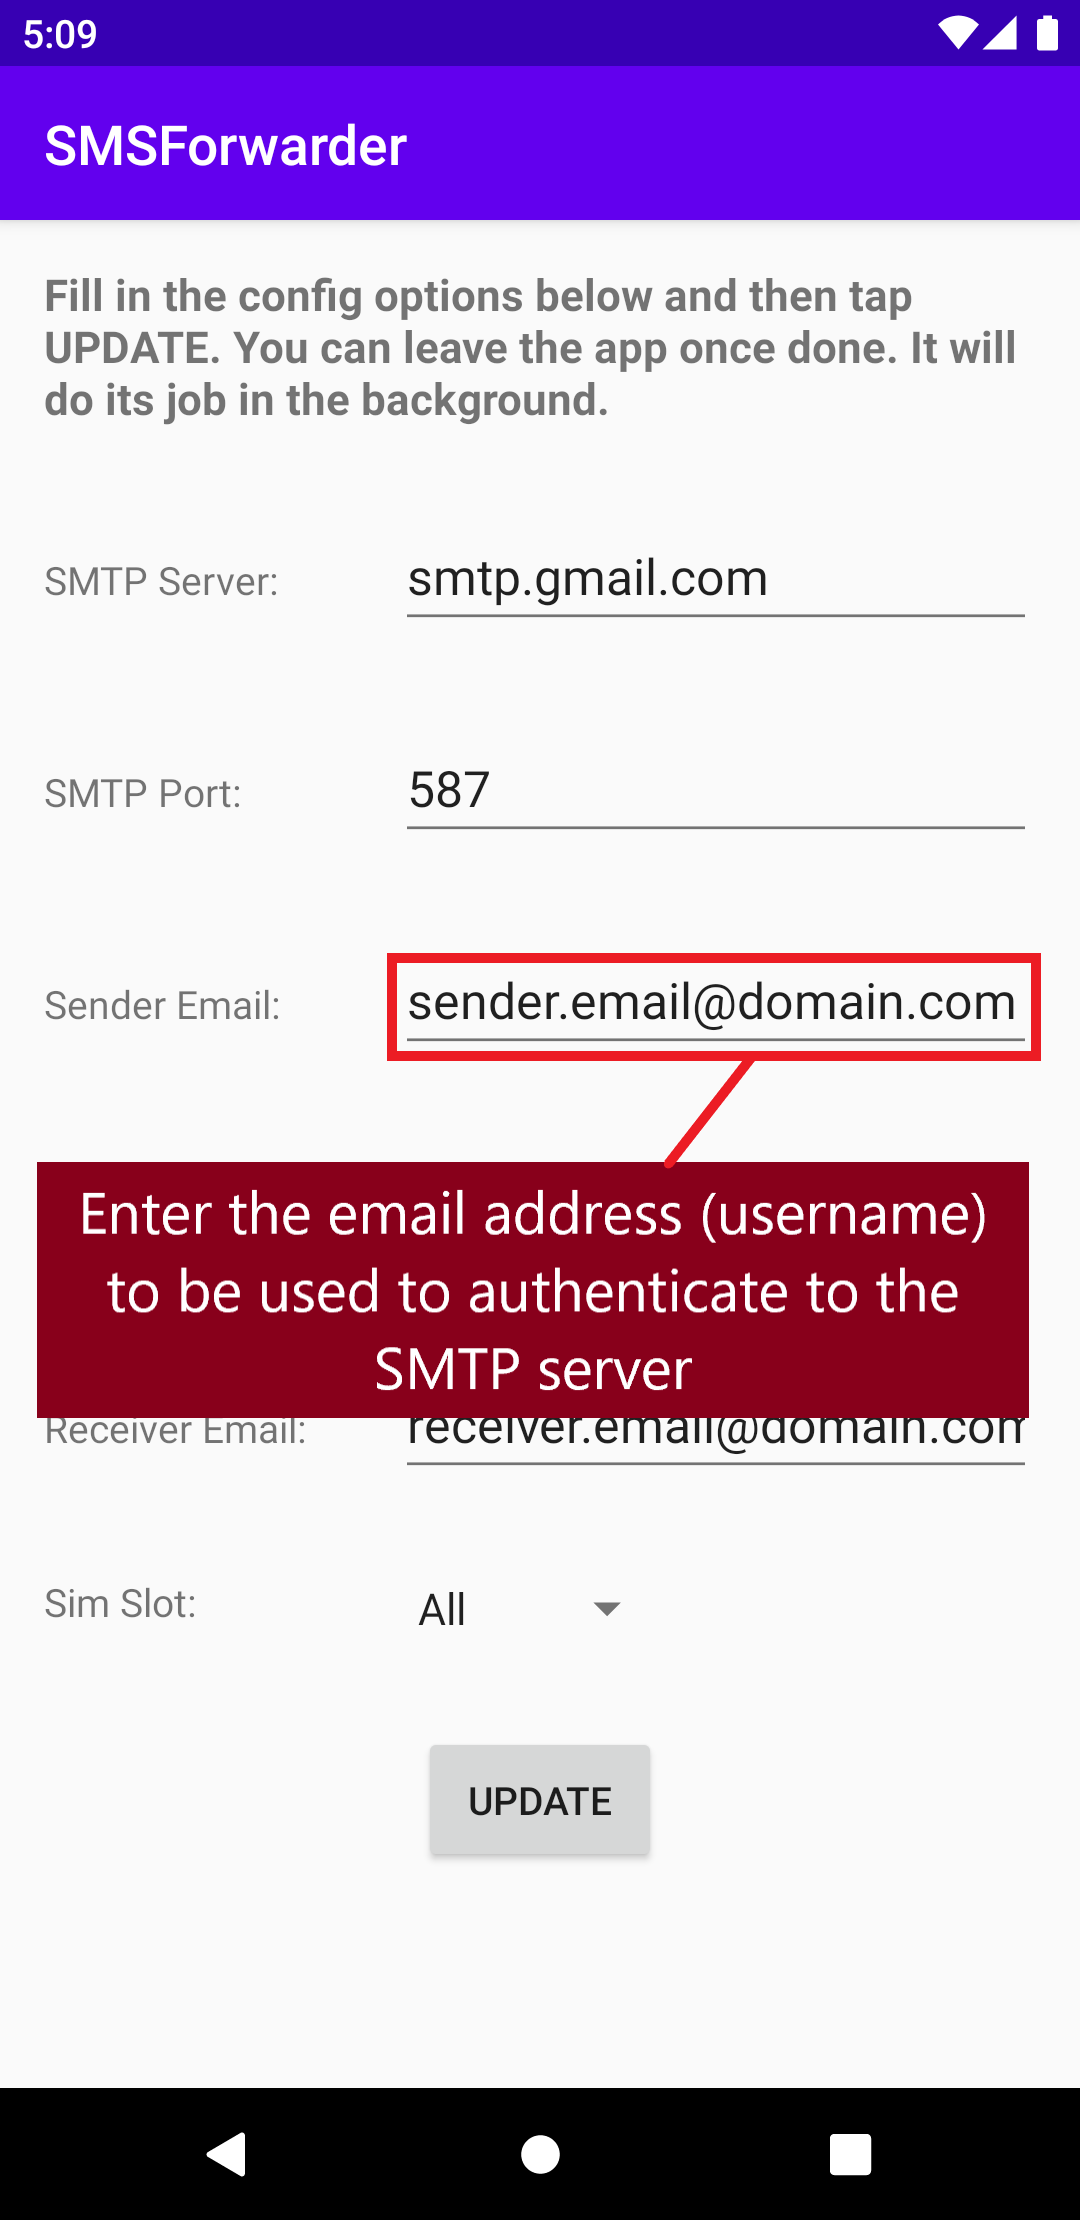 5:09
SMSForwarder
Fill in the config options below and then tap
UPDATE. You can leave the app once done. It will
do its job in the background.
SMTP Server: smtp.gmail.com
SMTP Port: 587
Sender Email: sender.email@domain.com
Enter the email address (username)
to be used to authenticate to the
SMTP server
Receiver Email: receiver.email@domain.com
Sim Slot: All
UPDATE